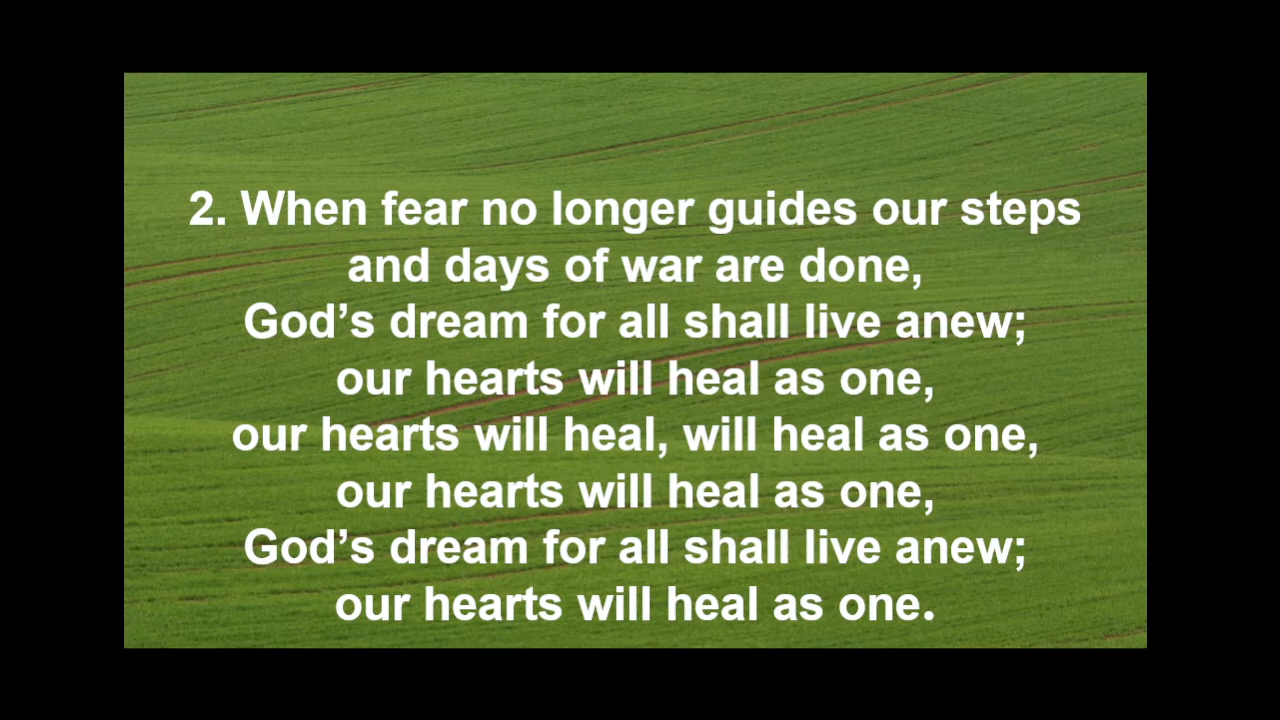 2. When fear no longer guides our steps
and days of war are done,
God’s dream for all shall live anew;
our hearts will heal as one,
our hearts will heal, will heal as one,
our hearts will heal as one,
God’s dream for all shall live anew;
our hearts will heal as one.